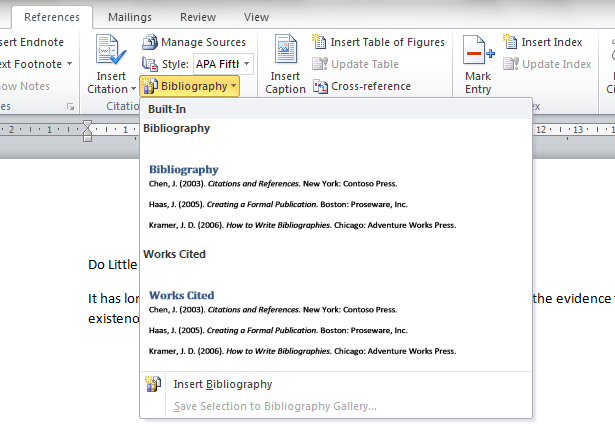 References Mailings Review View
sert Endnote
ext Footnote
how Notes
es
Insert
Citation
Manage Sources
Style: APA Fift
Bibliography
Citatio
Insert
Caption
Insert Table of Figures
Update Table
Cross-reference
Mark
Entry
Insert Index
Update Index
Index
Built-In
Bibliography
Bibliography
Chen, J. (2003). Citations and References. New York: Contoso Press.
Haas, J. (2005). Creating a Formal Publication. Boston: Proseware, Inc.
Kramer, J. D. (2006). How to Write Bibliographies. Chicago: Adventure Works Press.
Works Cited
Works Cited
Chen, J. (2003). Citations and References. New York: Contoso Press.
Haas, J. (2005). Creating a Formal Publication. Boston: Proseware, Inc.
Kramer, J. D. (2006). How to Write Bibliographies. Chicago: Adventure Works Press.
Insert Bibliography
Save Selection to Bibliography Gallery...
2 1 1 12 13
Do Little
It has lon the evidence
existenc